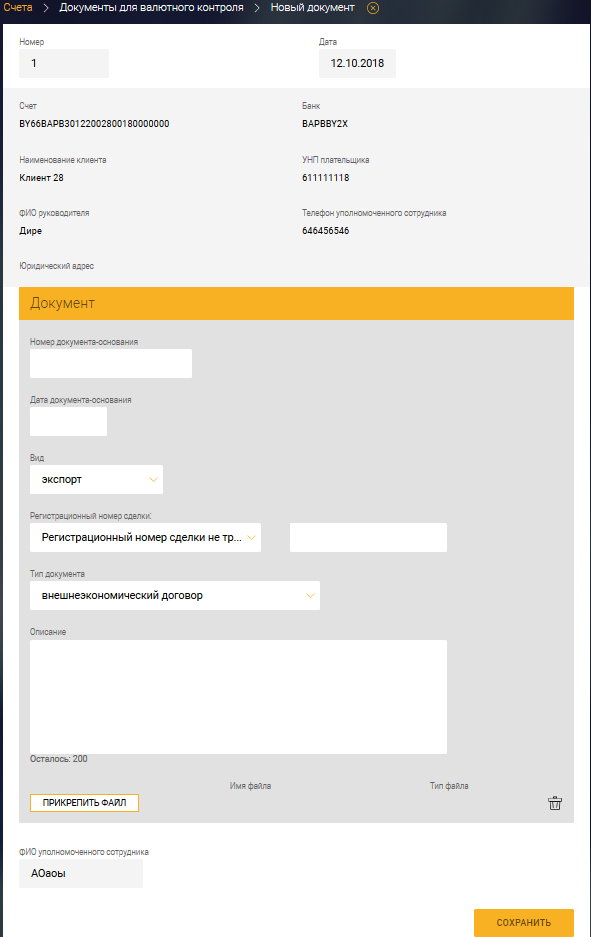 Счета > Документы для валютного контроля > Новый документ
Номер Дата
1 12.10.2018
Счет Банк
BY66BAPB30122002800180000000 BAPBBY2X
Наименование клиента УНП плательщика
Клиент 28 611111118
ФИО руководителя Телефон уполномоченного сотрудника
Дире 646456546
Юридический адрес
Документ
Номер документа-основания
Дата документа-основания
Вид
экспорт
Регистрационный номер сделки:
Регистрационный номер сделки не тр...
Тип документа
внешнеэкономический договор
Описание
Осталось: 200
Имя файла Тип файла
ПРИКРЕПИТЬ ФАЙЛ
ФИО уполномоченного сотрудника
АОаоы
СОХРАНИТЬ